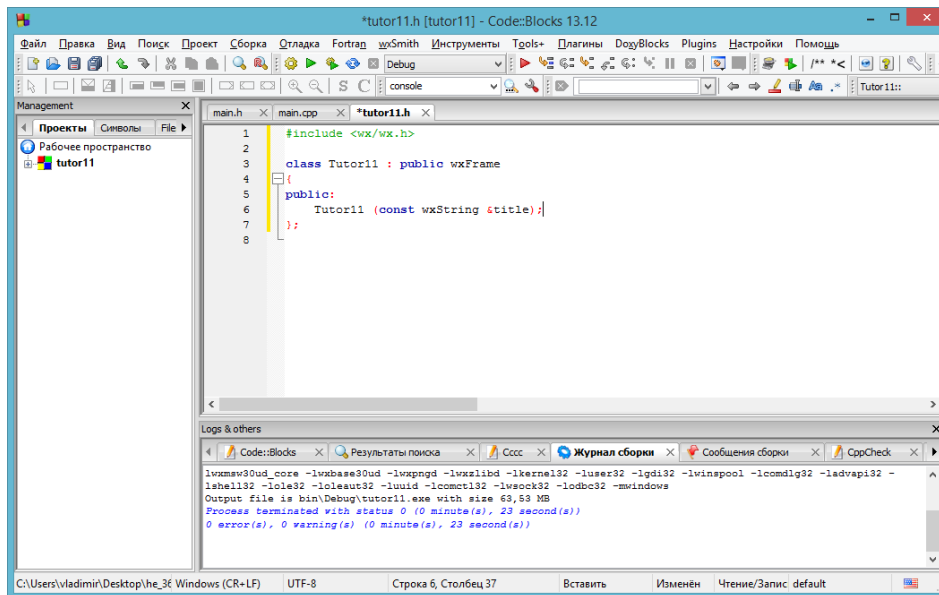 *tutor11.h [tutor11] - Code::Blocks 13.12
Файл Правка Вид Поиск Проект Сборка Отладка Fortran wxSmith Инструменты Tools+ Плагины DoxyBlocks Plugins Настройки Помощь
Debug /** *<
S C console .* Tutor11::
Management
Проекты Символы File
Рабочее пространство
tutor11
main.h main.cpp *tutor11.h
1 #include <wx/wx.h>
2
3 class Tutor11 : public wxFrame
4 {
5 public:
6 Tutor11 (const wxString &title);
7 };
8
Logs & others
Code::Blocks Результаты поиска Cccc Журнал сборки Сообщения сборки CppCheck
lwxmsw30ud_core -lwxbase30ud -lwxpngd -lwxzlibd -lkernel32 -luser32 -lgdi32 -lwinspool -lcomdlg32 -ladvapi32 -
lshell32 -lole32 -loleaut32 -luuid -lcomctl32 -lwsock32 -lodbc32 -mwindows
Output file is bin\Debug\tutor11.exe with size 63,53 MB
Process terminated with status 0 (0 minute(s), 23 second(s))
0 error(s), 0 warning(s) (0 minute(s), 23 second(s))
C:\Users\vladimir\Desktop\he_36 Windows (CR+LF) UTF-8 Строка 6, Столбец 37 Вставить Изменён Чтение/Запис default